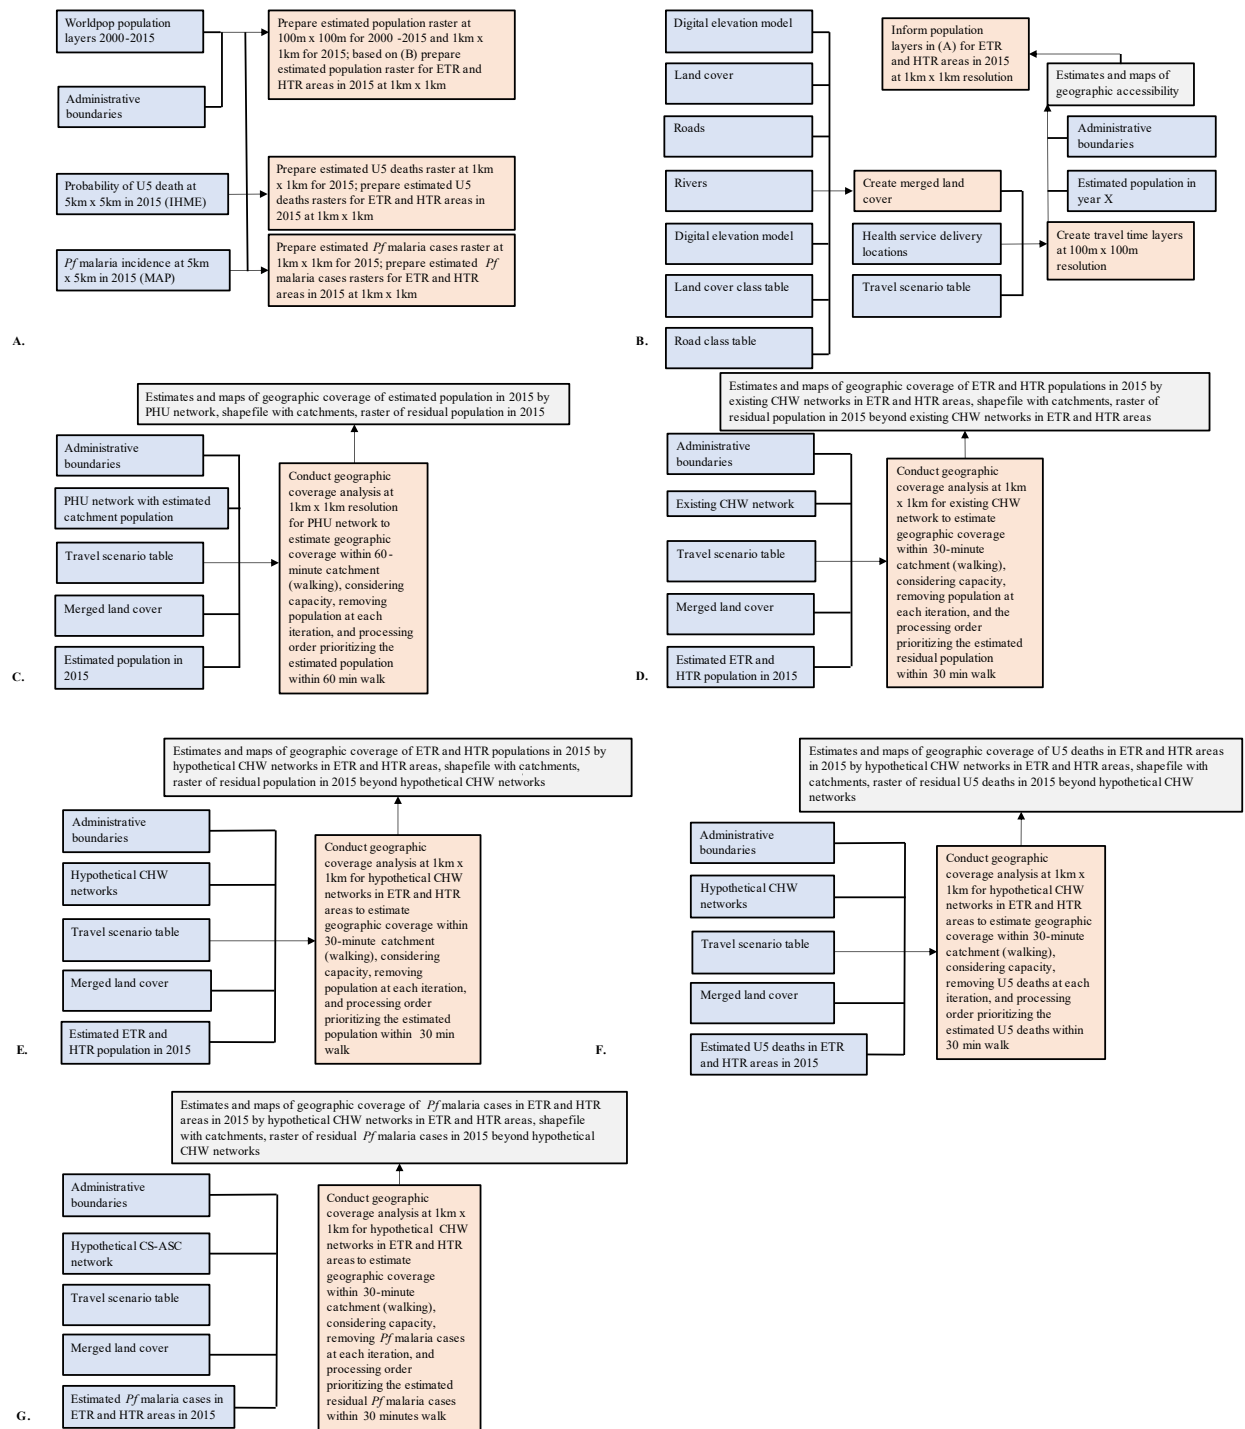 Worldpop population
layers 2000-2015
Administrative
boundaries
Probability of U5 death at
5km x 5km in 2015 (IHME)
Pf malaria incidence at 5km
x 5km in 2015 (MAP)
Prepare estimated population raster at
100m x 100m for 2000 -2015 and 1km x
1km for 2015; based on (B) prepare
estimated population raster for ETR and
HTR areas in 2015 at 1km x 1km
Prepare estimated U5 deaths raster at 1km
x 1km for 2015; prepare estimated U5
deaths rasters for ETR and HTR areas in
2015 at 1km x 1km
Prepare estimated Pf malaria cases raster at
1km x 1km for 2015; prepare estimated Pf
malaria cases rasters for ETR and HTR
areas in 2015 at 1km x 1km
A.
Digital elevation model
Land cover
Roads
Rivers
Digital elevation model
Land cover class table
Road class table
Inform population
layers in (A) for ETR
and HTR areas in 2015
at 1km x 1km resolution
Estimates and maps of
geographic accessibility
Administrative
boundaries
Estimated population in
year X
Create merged land
cover
Health service delivery
locations
Travel scenario table
Create travel time layers
at 100m x 100m
resolution
B.
Estimates and maps of geographic coverage of estimated population in 2015 by
PHU network, shapefile with catchments, raster of residual population in 2015
Administrative
boundaries
PHU network with estimated
catchment population
Travel scenario table
Merged land cover
Estimated population in
2015
Conduct geographic
coverage analysis at
1km x 1km resolution
for PHU network to
estimate geographic
coverage within 60-
minute catchment
(walking), considering
capacity, removing
population at each
iteration, and processing
order prioritizing the
estimated population
within 60 min walk
C.
Estimates and maps of geographic coverage of ETR and HTR populations in 2015 by
existing CHW networks in ETR and HTR areas, shapefile with catchments, raster of
residual population in 2015 beyond existing CHW networks in ETR and HTR areas
Administrative
boundaries
Existing CHW network
Travel scenario table
Merged land cover
Estimated ETR and
HTR population in 2015
Conduct geographic
coverage analysis at 1km
x 1km for existing CHW
network to estimate
geographic coverage
within 30-minute
catchment (walking),
considering capacity,
removing population at
each iteration, and the
processing order
prioritizing the estimated
residual population
within 30 min walk
D.
Estimates and maps of geographic coverage of ETR and HTR populations in 2015 by
hypothetical CHW networks in ETR and HTR areas, shapefile with catchments,
raster of residual population in 2015 beyond hypothetical CHW networks
Administrative
boundaries
Hypothetical CHW
networks
Travel scenario table
Merged land cover
Estimated ETR and
HTR population in 2015
Conduct geographic
coverage analysis at 1km x
1km for hypothetical CHW
networks in ETR and HTR
areas to estimate
geographic coverage within
30-minute catchment
(walking), considering
capacity, removing
population at each iteration,
and processing order
prioritizing the estimated
population within 30 min
walk
E.
Estimates and maps of geographic coverage of U5 deaths in ETR and HTR areas
in 2015 by hypothetical CHW networks in ETR and HTR areas, shapefile with
catchments, raster of residual U5 deaths in 2015 beyond hypothetical CHW
networks
Administrative
boundaries
Hypothetical CHW
networks
Travel scenario table
Merged land cover
Estimated U5 deaths in ETR
and HTR areas in 2015
Conduct geographic
coverage analysis at 1km x
1km for hypothetical CHW
networks in ETR and HTR
areas to estimate geographic
coverage within 30-minute
catchment (walking),
considering capacity,
removing U5 deaths at each
iteration, and processing
order prioritizing the
estimated U5 deaths within
30 min walk
F.
Estimates and maps of geographic coverage of Pf malaria cases in ETR and HTR
areas in 2015 by hypothetical CHW networks in ETR and HTR areas, shapefile
with catchments, raster of residual Pf malaria cases in 2015 beyond hypothetical
CHW networks
Administrative
boundaries
Hypothetical CS-ASC
network
Travel scenario table
Merged land cover
Estimated Pf malaria cases in
ETR and HTR areas in 2015
Conduct geographic
coverage analysis at 1km x
1km for hypothetical CHW
networks in ETR and HTR
areas to estimate
geographic coverage
within 30-minute
catchment (walking),
considering capacity,
removing Pf malaria cases
at each iteration, and
processing order
prioritizing the estimated
residual Pf malaria cases
within 30 minutes walk
G.